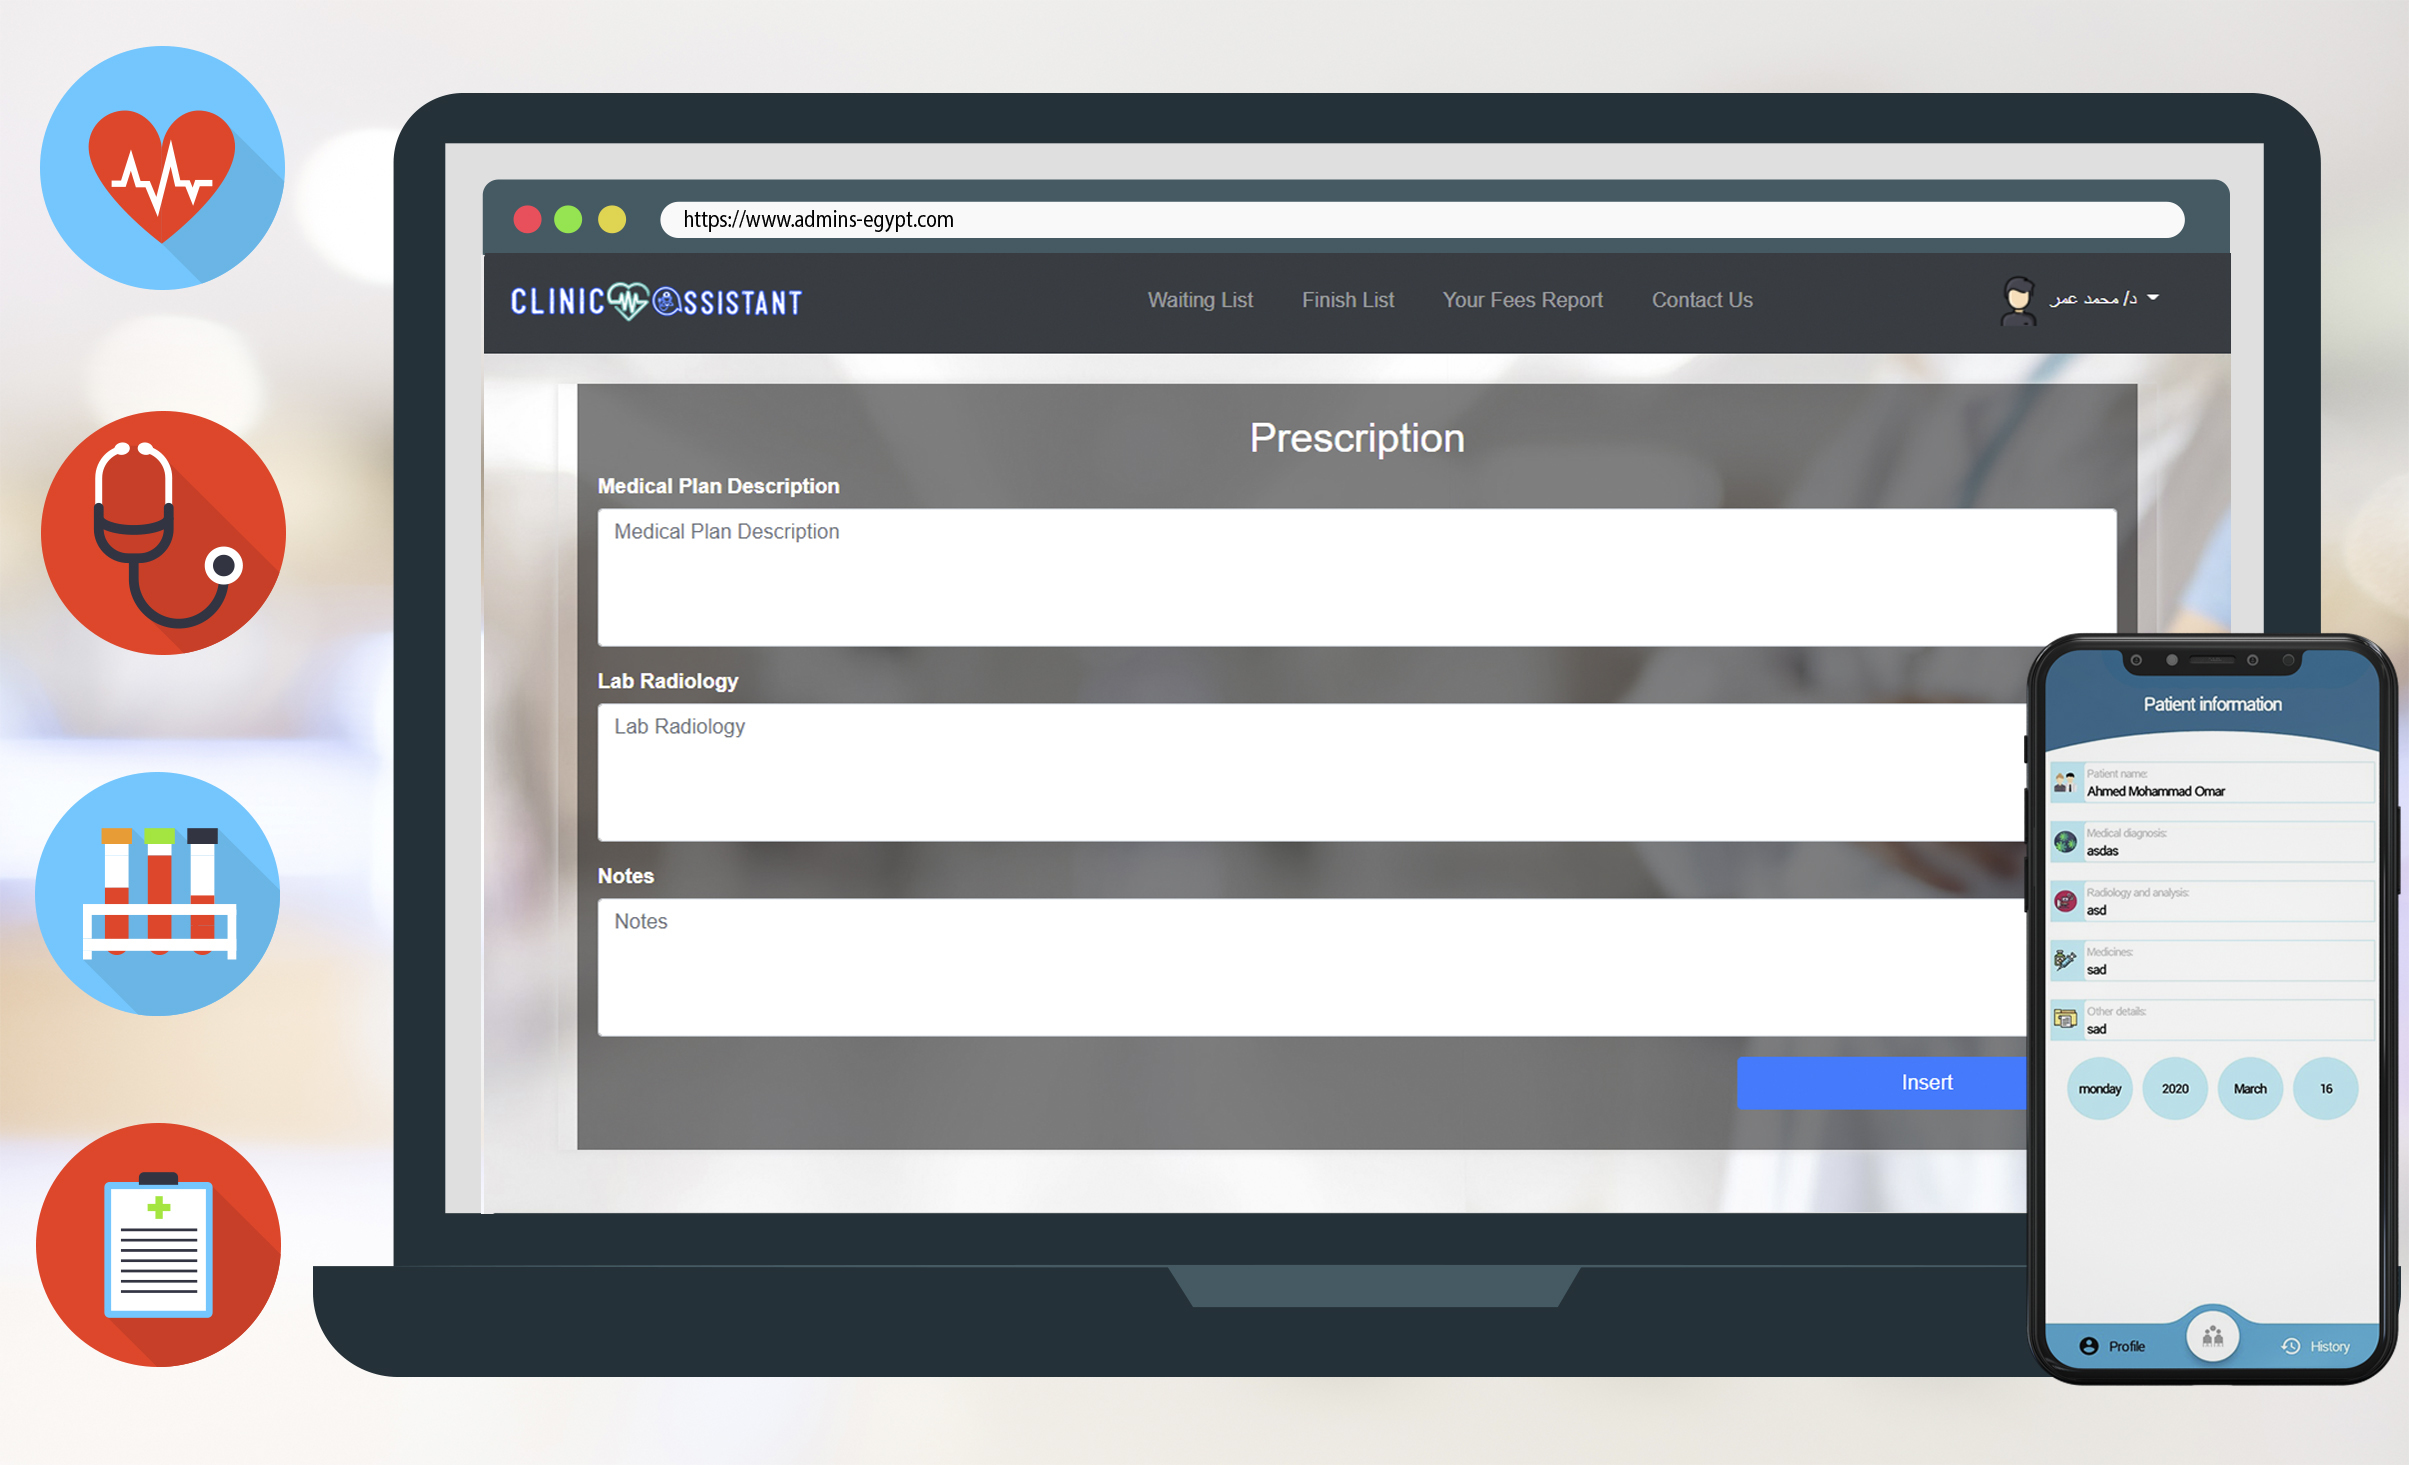 https://www.admins-egypt.com
CLINIC ASSISTANT
Waiting List
Finish List
Your Fees Report
Contact Us
د/ محمد عمر
Prescription
Medical Plan Description
Medical Plan Description
Lab Radiology
Lab Radiology
Notes
Notes
Insert
Patient information
Patient name:
Ahmed Mohammad Omar
Medical diagnosis:
asdas
Radiology and analysis:
asd
Medicines:
sad
Other details:
sad
monday
2020
March
16
Profile
History